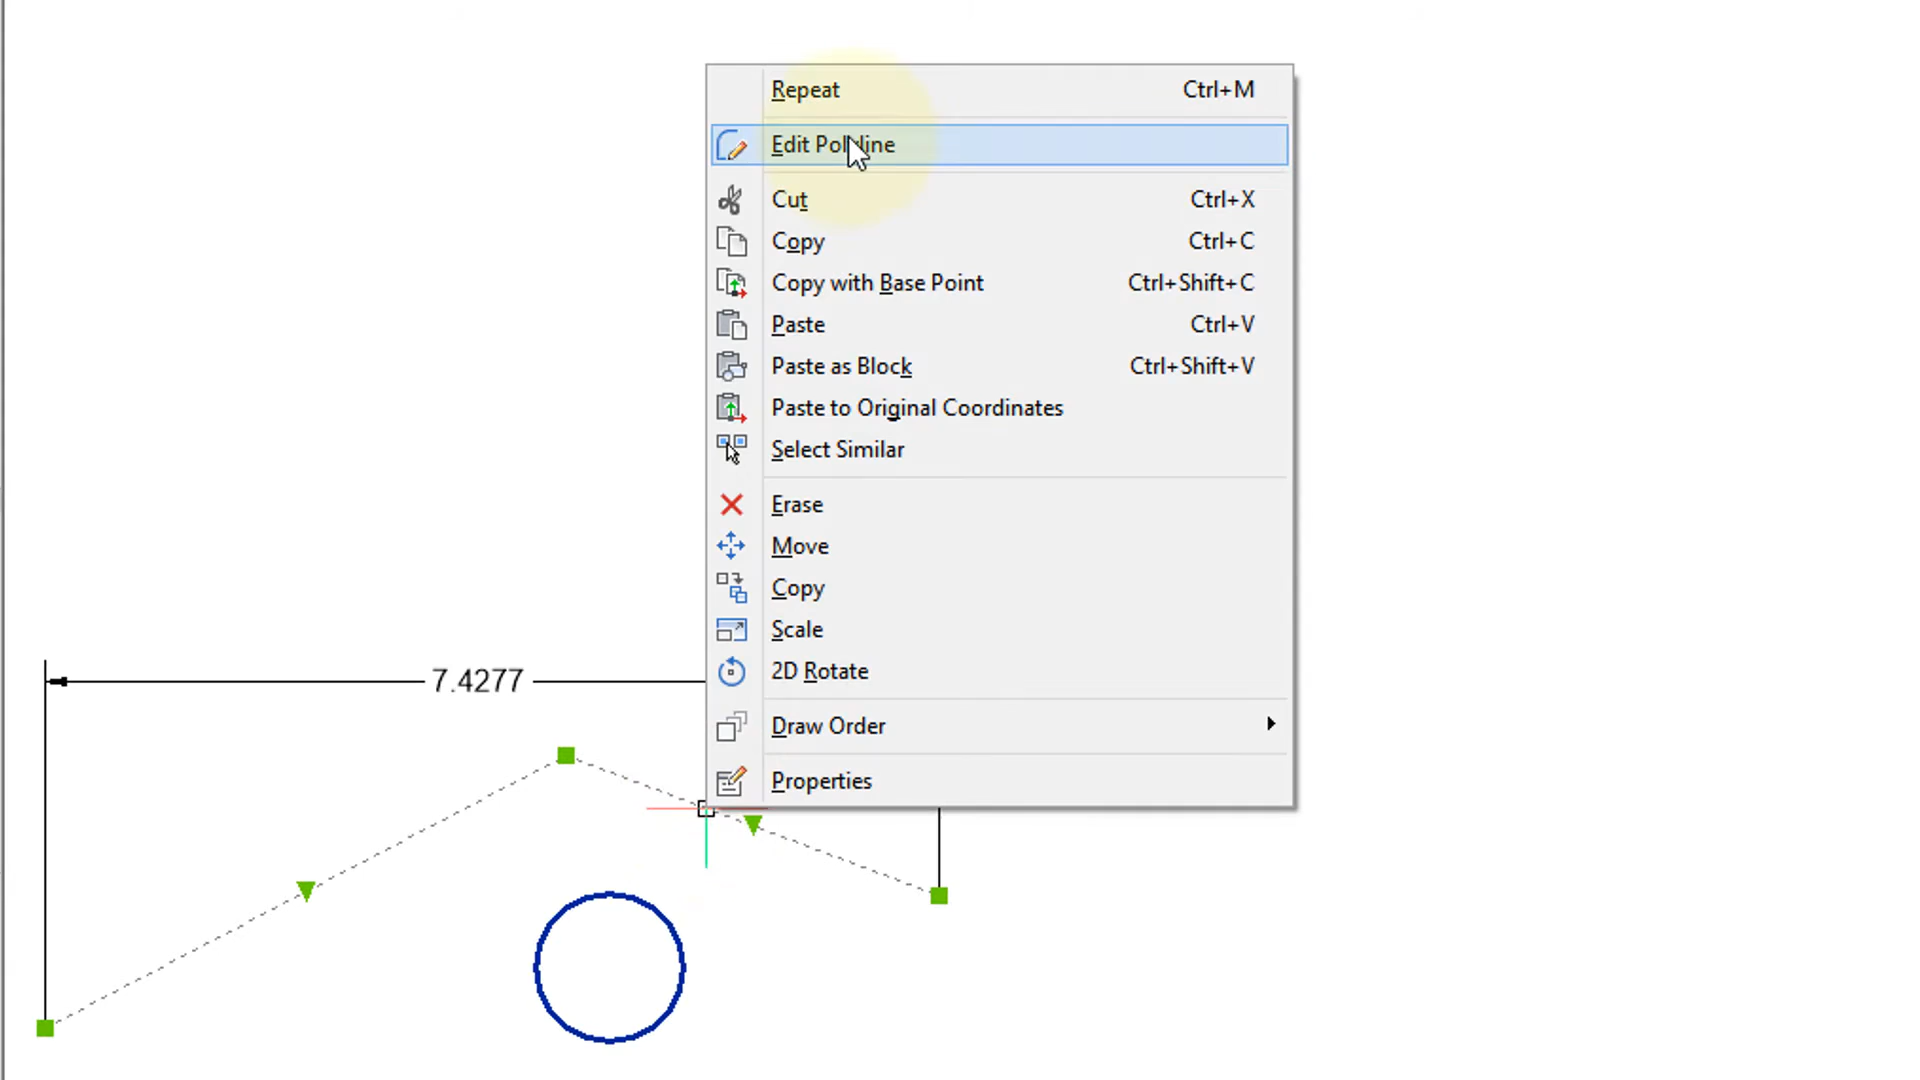 Repeat Ctrl+M
Edit Polyline
Cut Ctrl+X
Copy Ctrl+C
Copy with Base Point Ctrl+Shift+C
Paste Ctrl+V
Paste as Block Ctrl+Shift+V
Paste to Original Coordinates
Select Similar
Erase
Move
Copy
Scale
2D Rotate
Draw Order
Properties
7.4277